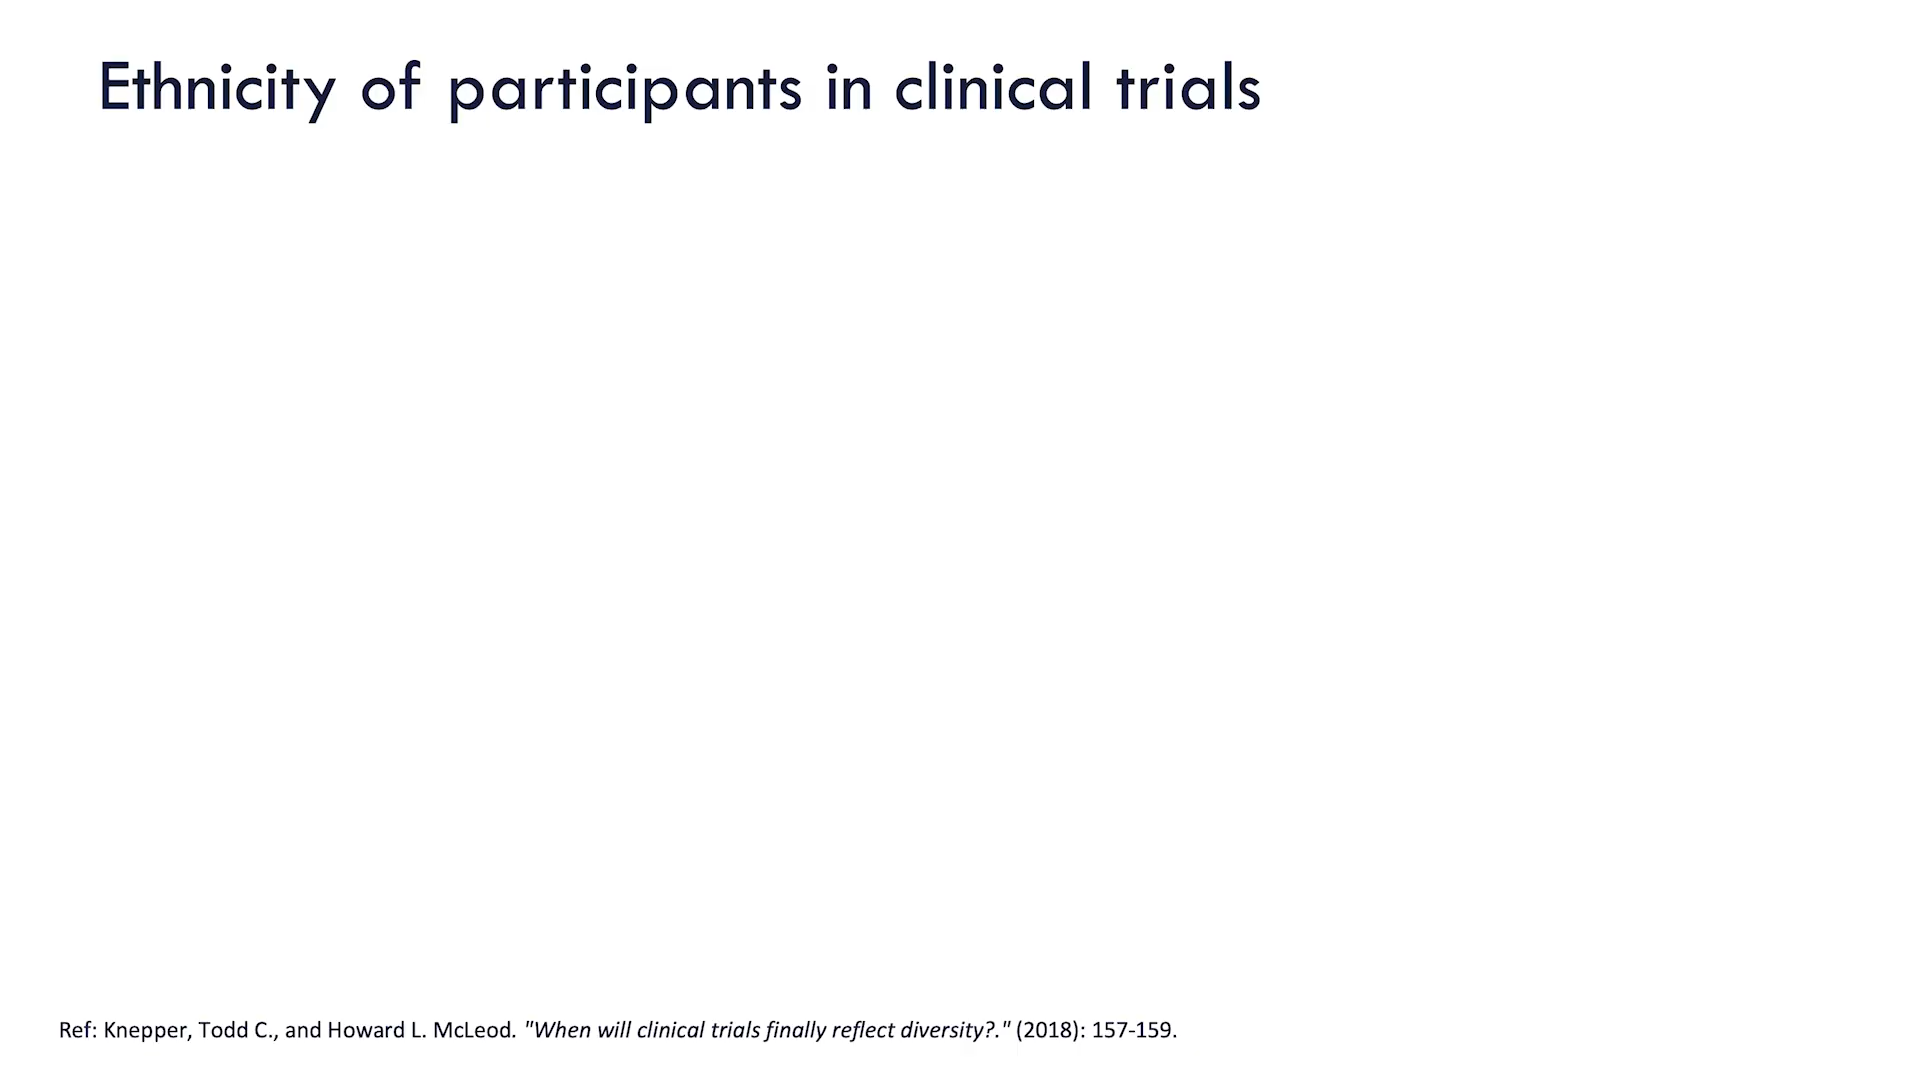 Ethnicity of participants in clinical trials
Ref: Knepper, Todd C., and Howard L. McLeod. "When will clinical trials finally reflect diversity?." (2018): 157-159.